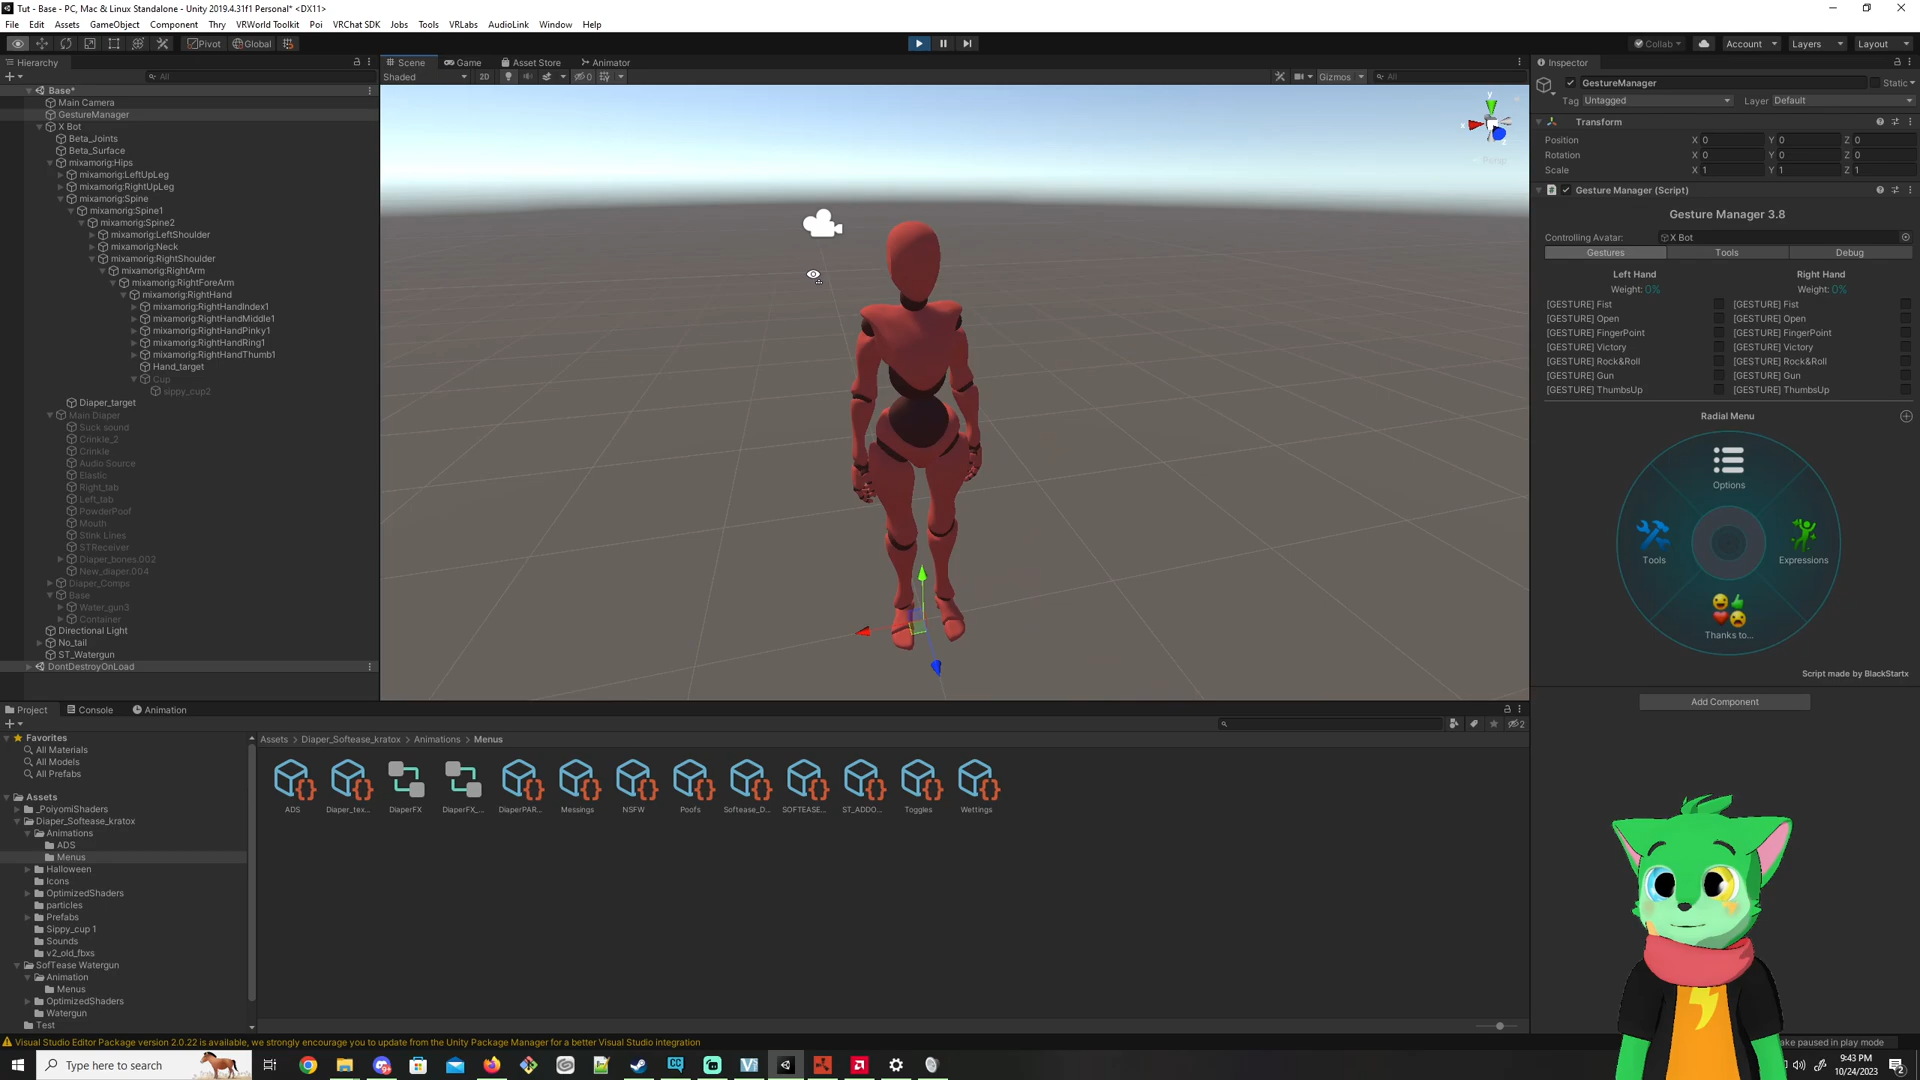 Tut - Base - PC, Mac & Linux Standalone - Unity 2019.4.31f1 Personal* <DX11>
File Edit Assets GameObject Component Thry VRWorld Toolkit Poi VRChat SDK Jobs Tools VRLabs AudioLink Window Help
Pivot Global Collab Account Layers Layout
Hierarchy
All
Base*
Main Camera
GestureManager
X Bot
Beta_Joints
Beta_Surface
mixamorig:Hips
mixamorig:LeftUpLeg
mixamorig:RightUpLeg
mixamorig:Spine
mixamorig:Spine1
mixamorig:Spine2
mixamorig:LeftShoulder
mixamorig:Neck
mixamorig:RightShoulder
mixamorig:RightArm
mixamorig:RightForeArm
mixamorig:RightHand
mixamorig:RightHandIndex1
mixamorig:RightHandMiddle1
mixamorig:RightHandPinky1
mixamorig:RightHandRing1
mixamorig:RightHandThumb1
Hand_target
Cup
sippy_cup2
Diaper_target
Main Diaper
Suck sound
Crinkle_2
Crinkle
Audio Source
Elastic
Right_tab
Left_tab
PowderPoof
Mouth
Stink Lines
STReceiver
Diaper_bones.002
New_diaper.004
Diaper_Comps
Base
Water_gun3
Container
Directional Light
No_tail
ST_Watergun
DontDestroyOnLoad
Scene Game Asset Store Animator
Shaded 2D 0 Gizmos All
y
x
z
Persp
Inspector
GestureManager Static
Tag Untagged Layer Default
Transform
Position X 0 Y 0 Z 0
Rotation X 0 Y 0 Z 0
Scale X 1 Y 1 Z 1
Gesture Manager (Script)
Gesture Manager 3.8
Controlling Avatar: X Bot
Gestures Tools Debug
Left Hand Right Hand
Weight: 0% Weight: 0%
[GESTURE] Fist [GESTURE] Fist
[GESTURE] Open [GESTURE] Open
[GESTURE] FingerPoint [GESTURE] FingerPoint
[GESTURE] Victory [GESTURE] Victory
[GESTURE] Rock&Roll [GESTURE] Rock&Roll
[GESTURE] Gun [GESTURE] Gun
[GESTURE] ThumbsUp [GESTURE] ThumbsUp
Radial Menu
Options
Tools
Expressions
Thanks to...
Script made by BlackStartx
Add Component
Project Console Animation
2
Favorites
All Materials
All Models
All Prefabs
Assets
_PoiyomiShaders
Diaper_Softease_kratox
Animations
ADS
Menus
Halloween
Icons
OptimizedShaders
particles
Prefabs
Sippy_cup 1
Sounds
v2_old_fbxs
SofTease Watergun
Animation
Menus
OptimizedShaders
Watergun
Test
Assets > Diaper_Softease_kratox > Animations > Menus
ADS Diaper_tex... DiaperFX DiaperFX_... DiaperPAR... Messings NSFW Poofs Softease_D... SOFTEASE... ST_ADDO... Toggles Wettings
Visual Studio Editor Package version 2.0.22 is available, we strongly encourage you to update from the Unity Package Manager for a better Visual Studio integration
ake paused in play mode
Type here to search
9:43 PM
10/24/2023
2